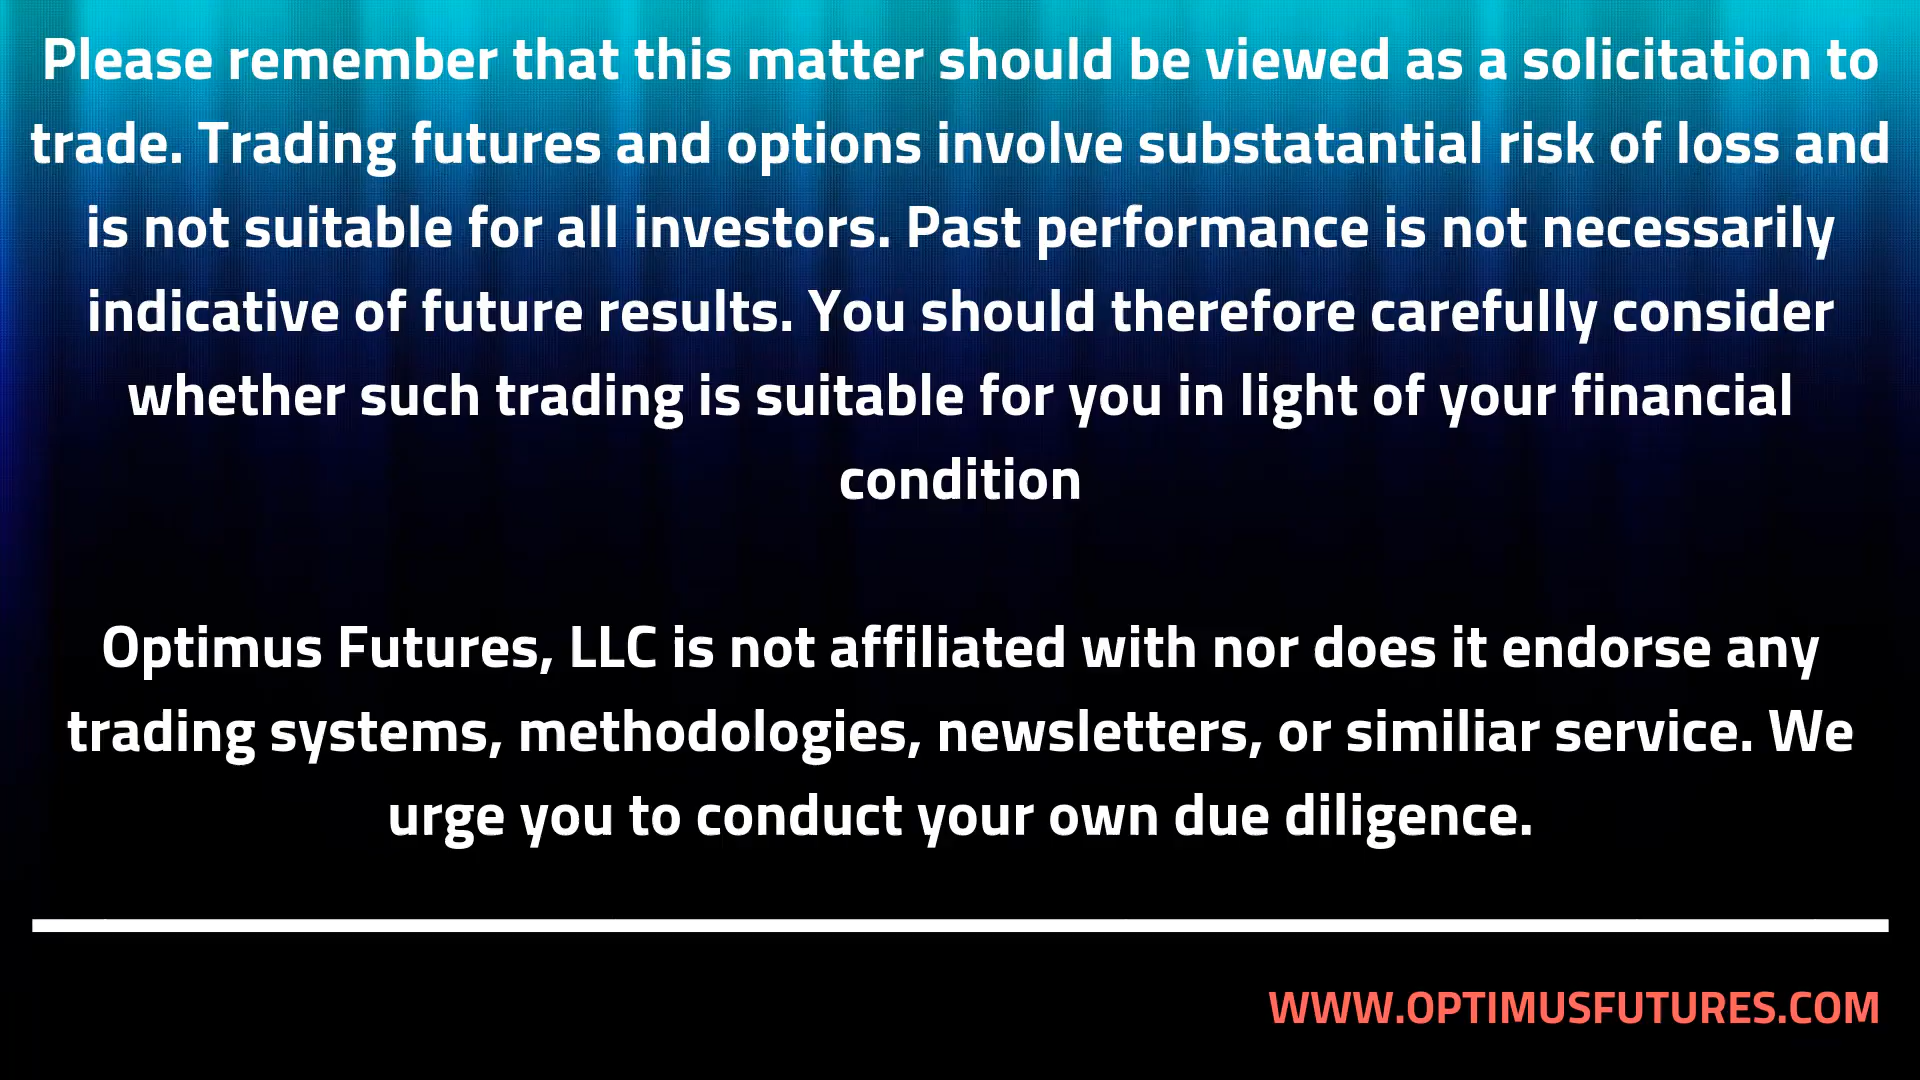 Please remember that this matter should be viewed as a solicitation to
trade. Trading futures and options involve substatantial risk of loss and
is not suitable for all investors. Past performance is not necessarily
indicative of future results. You should therefore carefully consider
whether such trading is suitable for you in light of your financial
condition
Optimus Futures, LLC is not affiliated with nor does it endorse any
trading systems, methodologies, newsletters, or similiar service. We
urge you to conduct your own due diligence.
WWW.OPTIMUSFUTURES.COM